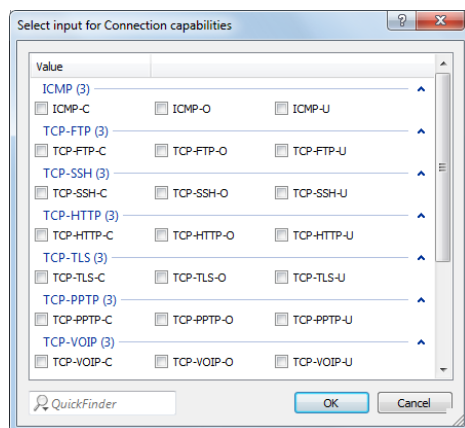 Select input for Connection capabilities
Value
ICMP (3)
ICMP-C ICMP-O ICMP-U
TCP-FTP (3)
TCP-FTP-C TCP-FTP-O TCP-FTP-U
TCP-SSH (3)
TCP-SSH-C TCP-SSH-O TCP-SSH-U
TCP-HTTP (3)
TCP-HTTP-C TCP-HTTP-O TCP-HTTP-U
TCP-TLS (3)
TCP-TLS-C TCP-TLS-O TCP-TLS-U
TCP-PPTP (3)
TCP-PPTP-C TCP-PPTP-O TCP-PPTP-U
TCP-VOIP (3)
TCP-VOIP-C TCP-VOIP-O TCP-VOIP-U
QuickFinder OK Cancel